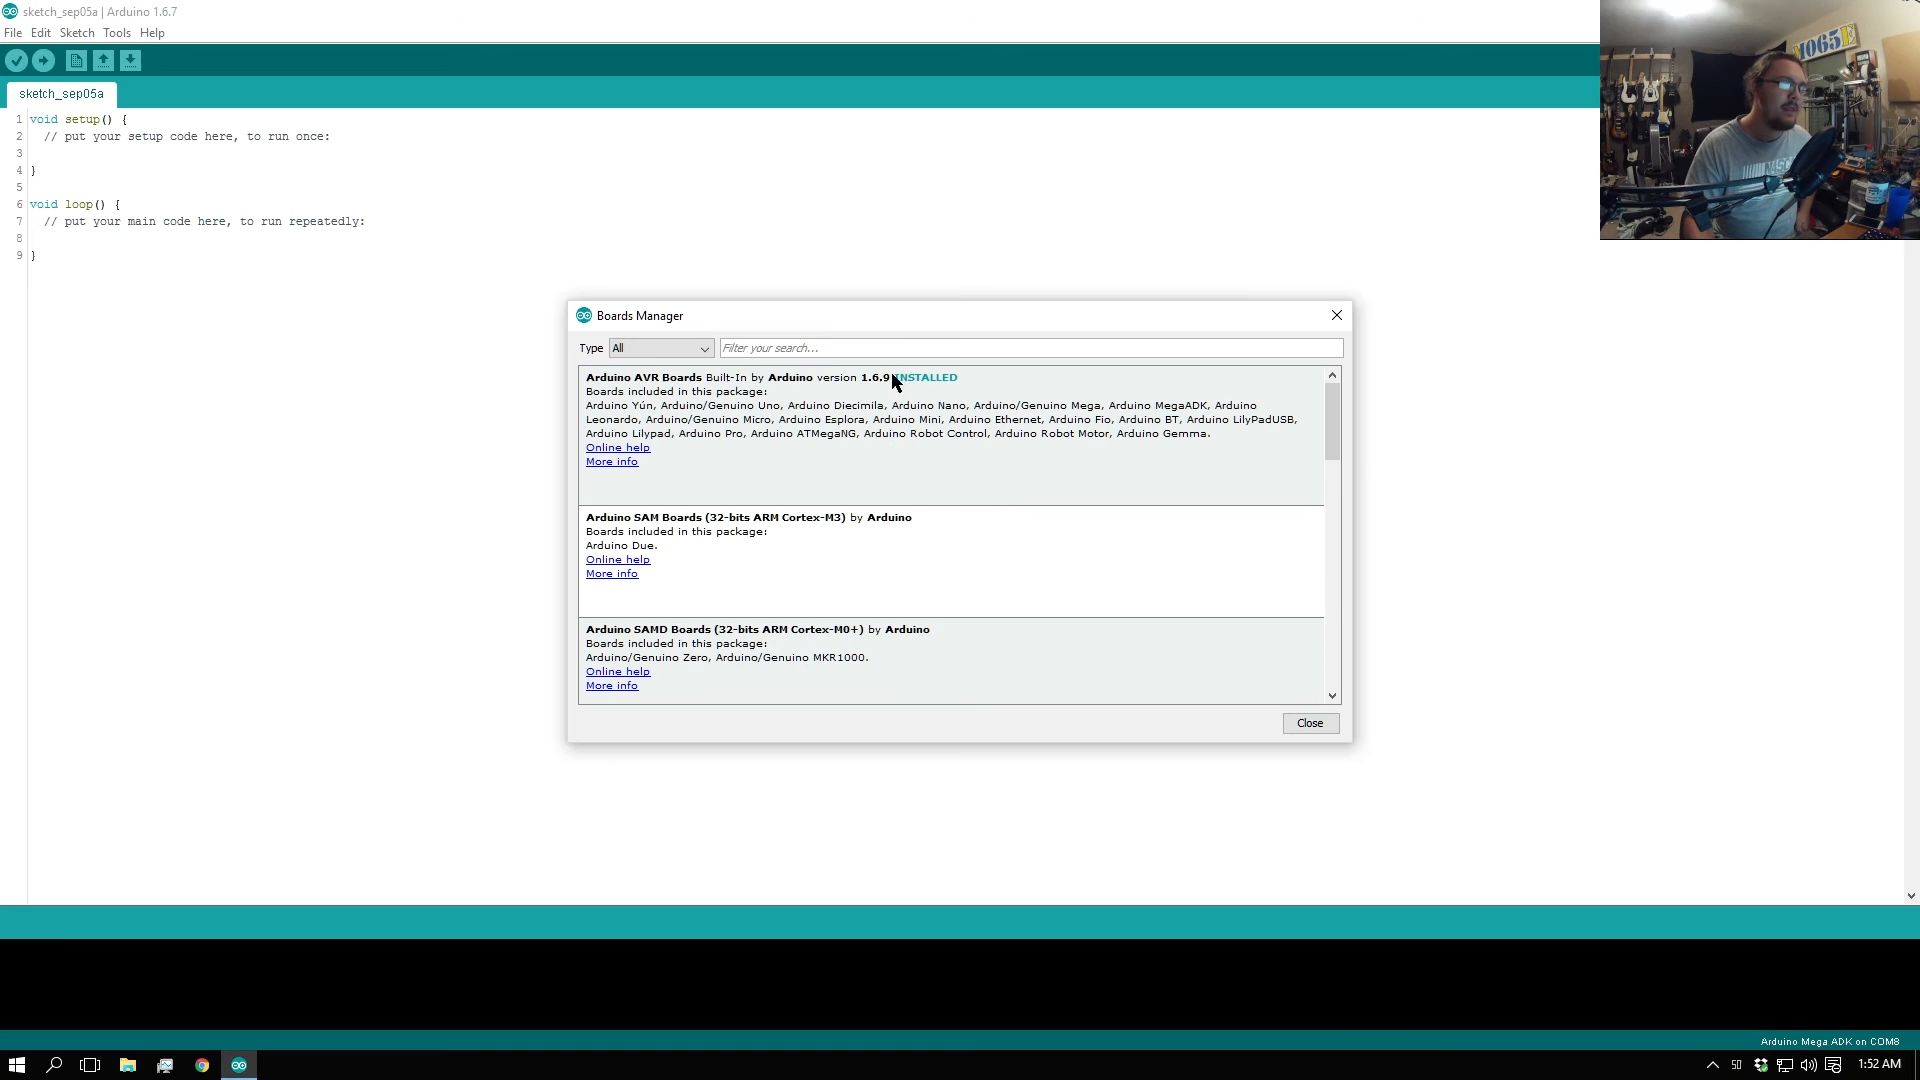 sketch_sep05a | Arduino 1.6.7
File Edit Sketch Tools Help
sketch_sep05a
1 void setup() {
2 // put your setup code here, to run once:
3
4 }
5
6 void loop() {
7 // put your main code here, to run repeatedly:
8
9 }
1065
Boards Manager
Type All Filter your search...
Arduino AVR Boards Built-In by Arduino version 1.6.9 INSTALLED
Boards included in this package:
Arduino Yún, Arduino/Genuino Uno, Arduino Diecimila, Arduino Nano, Arduino/Genuino Mega, Arduino MegaADK, Arduino
Leonardo, Arduino/Genuino Micro, Arduino Esplora, Arduino Mini, Arduino Ethernet, Arduino Fio, Arduino BT, Arduino LilyPadUSB,
Arduino Lilypad, Arduino Pro, Arduino ATMegaNG, Arduino Robot Control, Arduino Robot Motor, Arduino Gemma.
Online help
More info
Arduino SAM Boards (32-bits ARM Cortex-M3) by Arduino
Boards included in this package:
Arduino Due.
Online help
More info
Arduino SAMD Boards (32-bits ARM Cortex-M0+) by Arduino
Boards included in this package:
Arduino/Genuino Zero, Arduino/Genuino MKR1000.
Online help
More info
Close
Arduino Mega ADK on COM8
1:52 AM